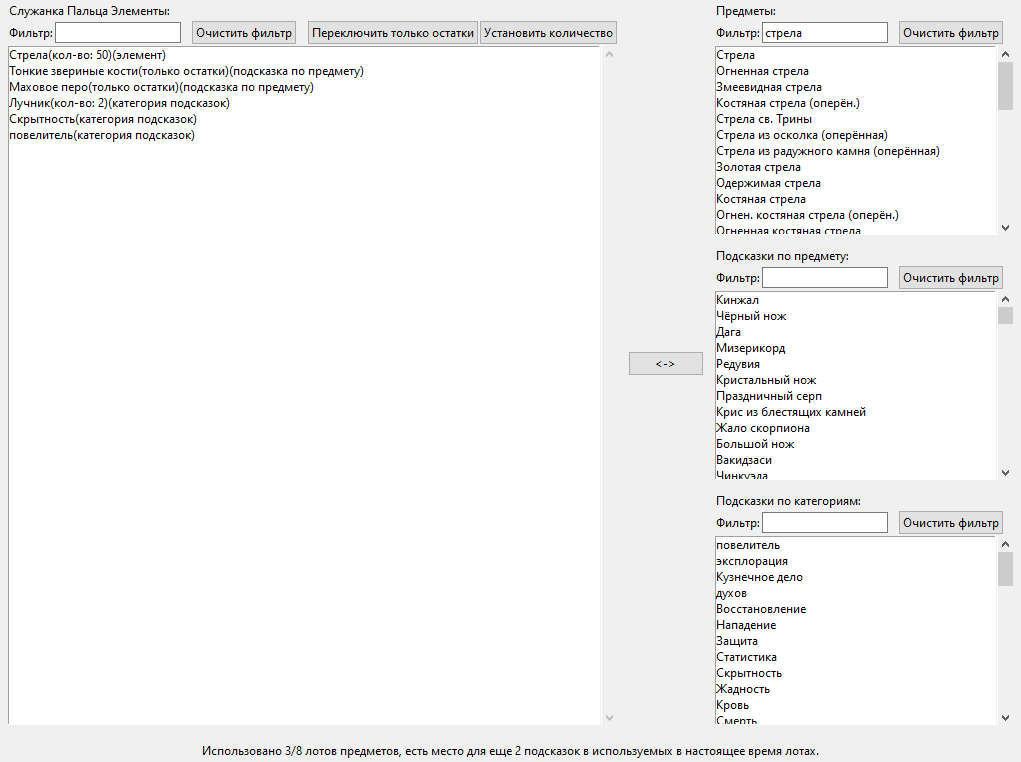 Служанка Пальца Элементы:
Фильтр:
Очистить фильтр
Переключить только остатки
Установить количество
Стрела(кол-во: 50)(элемент)
Тонкие звериные кости(только остатки)(подсказка по предмету)
Маховое перо(только остатки)(подсказка по предмету)
Лучник(кол-во: 2)(категория подсказок)
Скрытность(категория подсказок)
повелитель(категория подсказок)
<->
Предметы:
Фильтр: стрела
Очистить фильтр
Стрела
Огненная стрела
Змеевидная стрела
Костяная стрела (оперён.)
Стрела св. Трины
Стрела из осколка (оперённая)
Стрела из радужного камня (оперённая)
Золотая стрела
Одержимая стрела
Костяная стрела
Огнен. костяная стрела (оперён.)
Огненная костяная стрела
Подсказки по предмету:
Фильтр:
Очистить фильтр
Кинжал
Чёрный нож
Дага
Мизерикорд
Редувия
Кристальный нож
Праздничный серп
Крис из блестящих камней
Жало скорпиона
Большой нож
Вакидзаси
Чинкуэда
Подсказки по категориям:
Фильтр:
Очистить фильтр
повелитель
эксплорация
Кузнечное дело
духов
Восстановление
Нападение
Защита
Статистика
Скрытность
Жадность
Кровь
Смерть
Использовано 3/8 лотов предметов, есть место для еще 2 подсказок в используемых в настоящее время лотах.